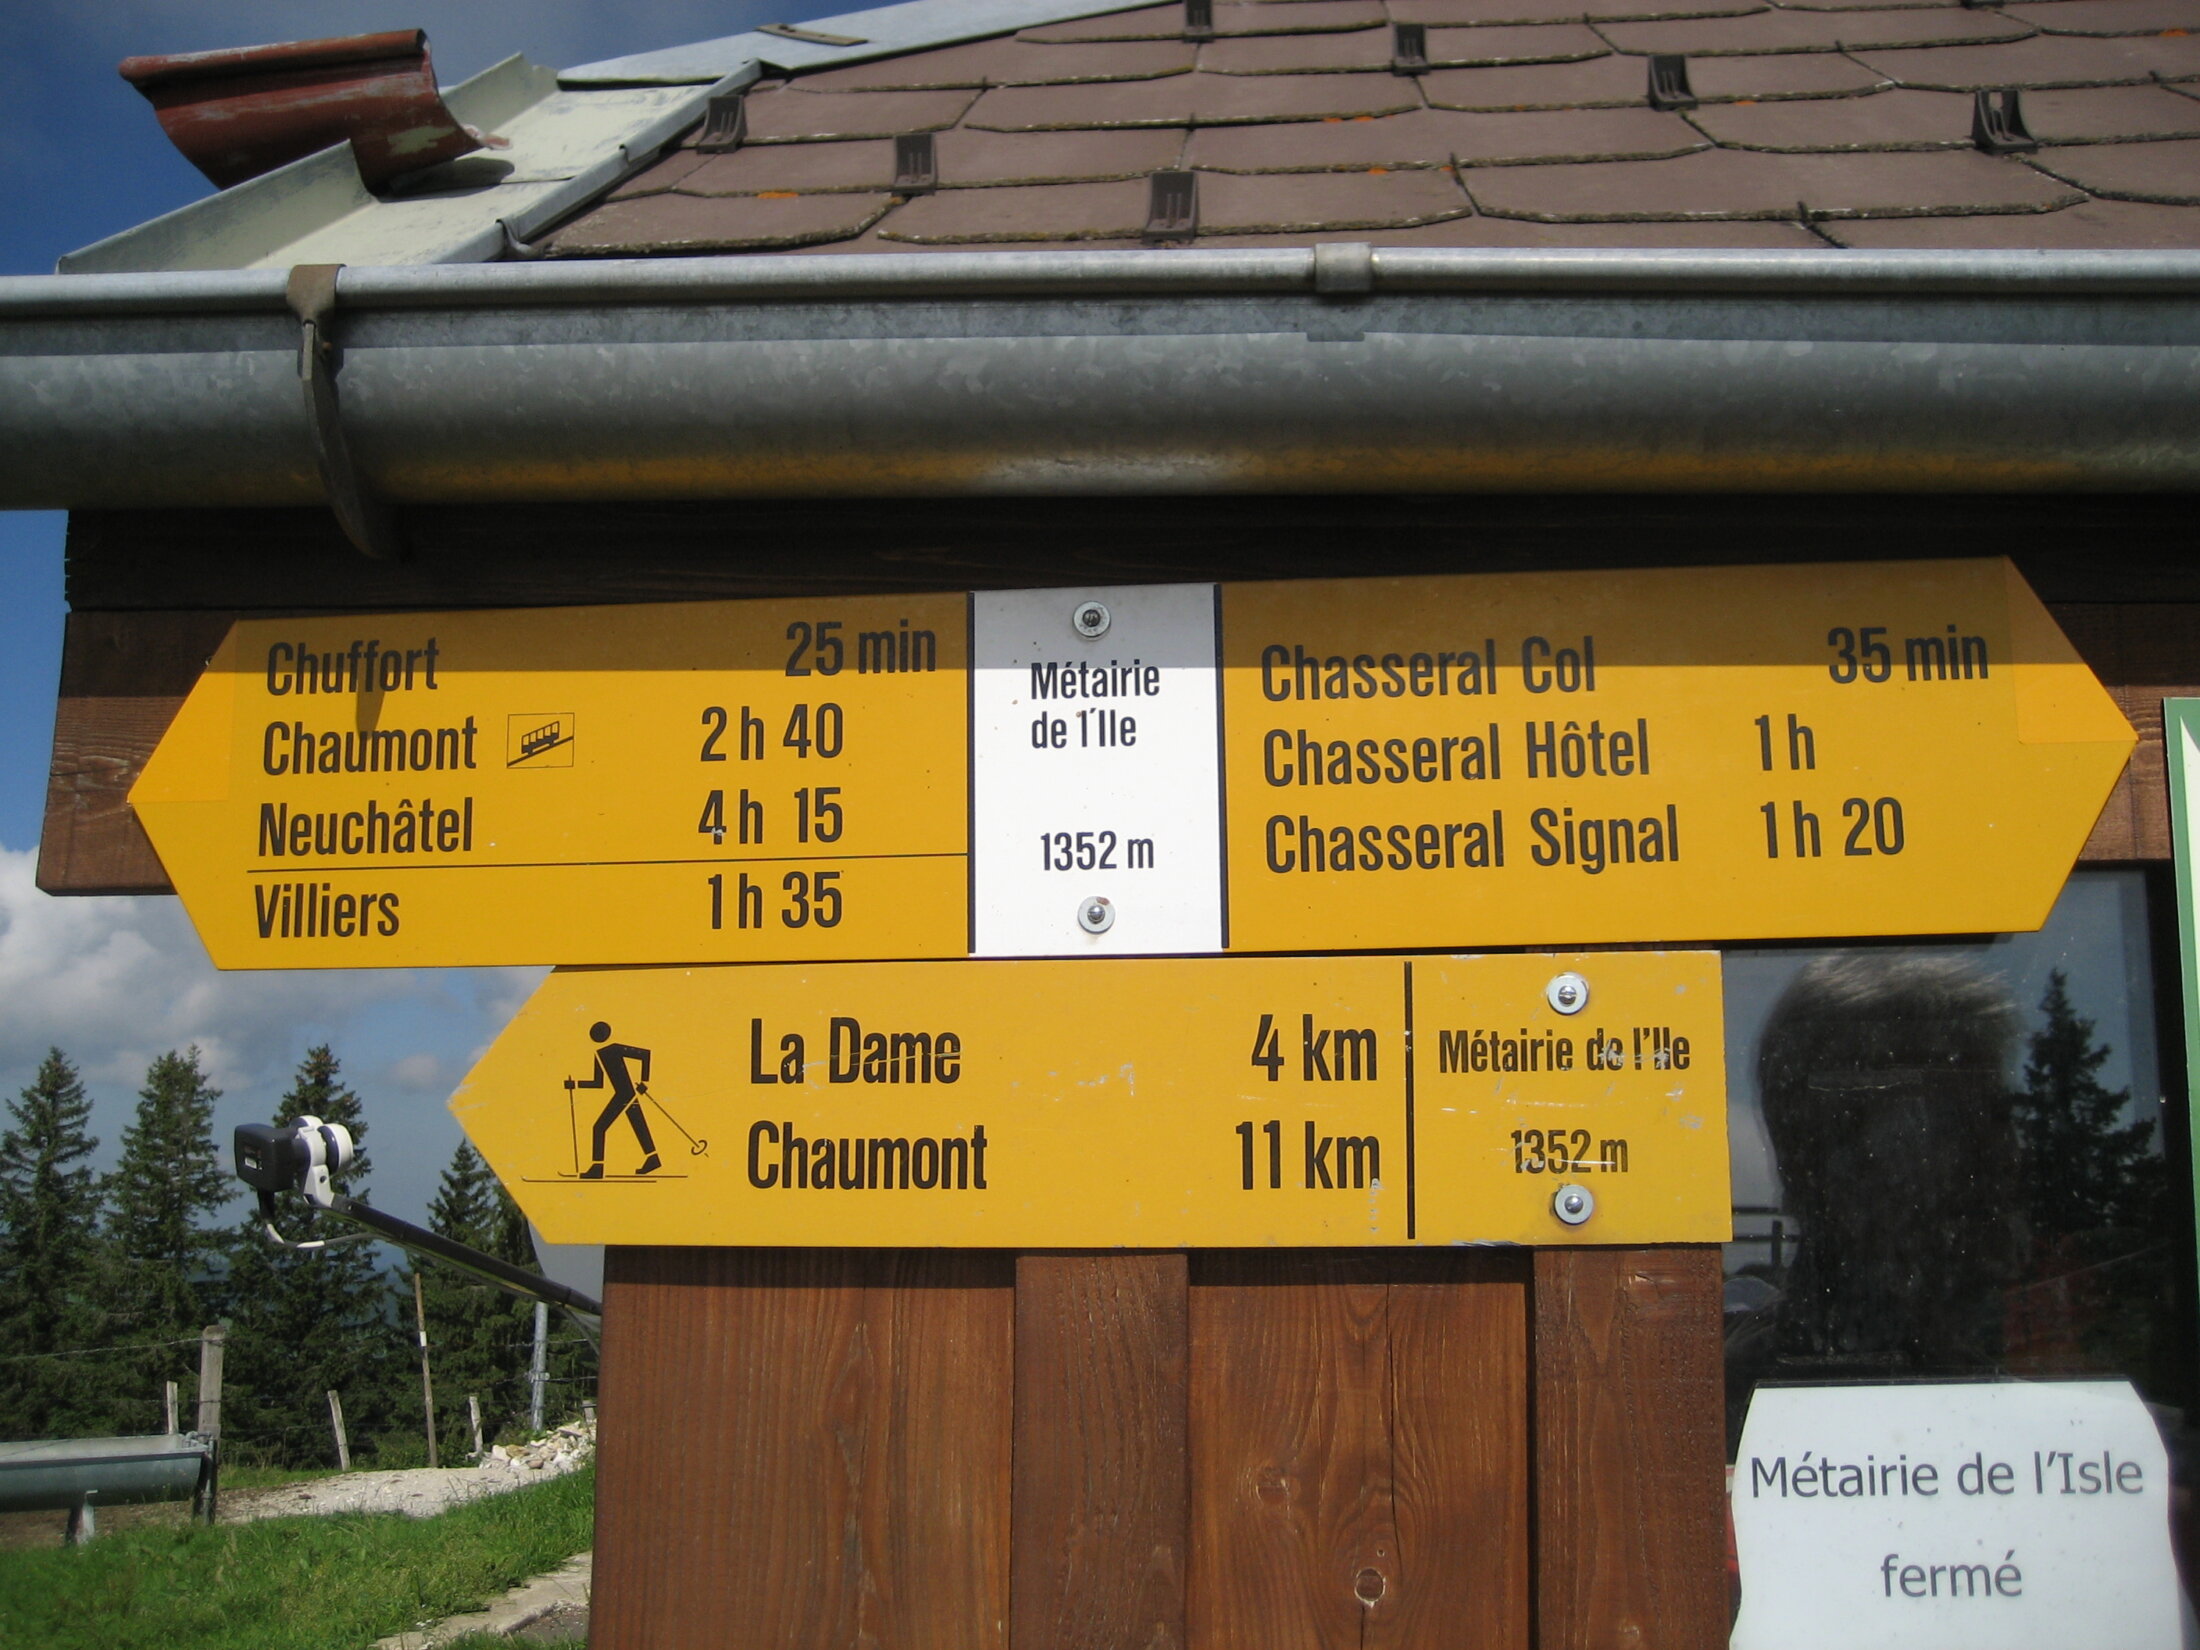 Chuffort 25 min
Chaumont 2 h 40
Neuchâtel 4 h 15
Villiers 1 h 35
Métairie
de l'Ile
1352 m
Chasseral Col 35 min
Chasseral Hôtel 1 h
Chasseral Signal 1 h 20
La Dame 4 km
Chaumont 11 km
Métairie de l'Ile
1352 m
Métairie de l'Isle
fermé